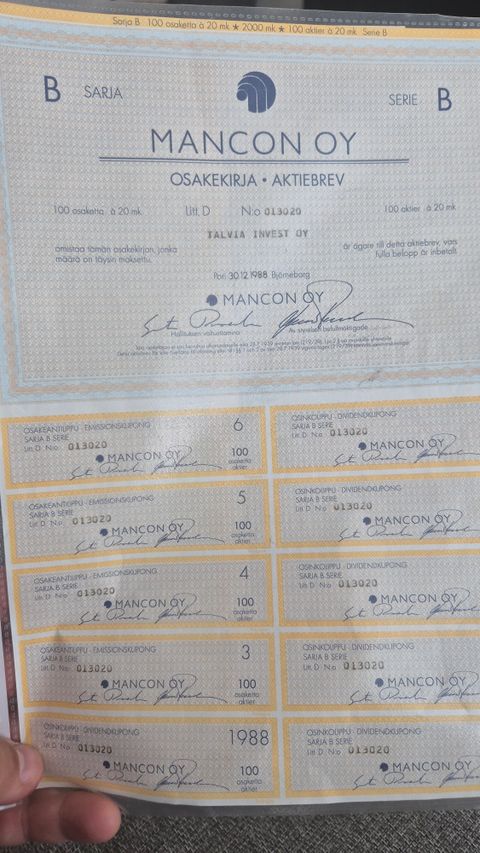 Sarja B 100 osaketta à 20 mk ★ 2000 mk ★ 100 aktier à 20 mk Serie B
B SARJA
SERIE B
MANCON OY
OSAKEKIRJA • AKTIEBREV
100 osaketta à 20 mk Litt. D N:o 013020 100 aktier à 20 mk
TALVIA INVEST OY
omistaa tämän osakekirjan, jonka
määrä on täysin maksettu.
är ägare till detta aktiebrev, vars
fulla belopp är inbetalt.
Pori 30.12.1988 Björneborg
MANCON OY
Hallituksen valtuuttamina
Av styrelsen befullmäktigade
OSAKEANTILIPPU - EMISSIONSKUPONG 6
SARJA B SERIE
Litt. D N:o 013020
MANCON OY 100
osaketta
aktier
OSINKOLIPPU - DIVIDENDKUPONG
SARJA B SERIE
Litt. D N:o 013020
MANCON OY
OSAKEANTILIPPU - EMISSIONSKUPONG 5
SARJA B SERIE
Litt. D N:o 013020
MANCON OY 100
osaketta
aktier
OSINKOLIPPU - DIVIDENDKUPONG
SARJA B SERIE
Litt. D N:o 013020
MANCON OY
OSAKEANTILIPPU - EMISSIONSKUPONG 4
SARJA B SERIE
Litt. D N:o 013020
MANCON OY 100
osaketta
aktier
OSINKOLIPPU - DIVIDENDKUPONG
SARJA B SERIE
Litt. D N:o 013020
MANCON OY
OSAKEANTILIPPU - EMISSIONSKUPONG 3
SARJA B SERIE
Litt. D N:o 013020
MANCON OY 100
osaketta
aktier
OSINKOLIPPU - DIVIDENDKUPONG
SARJA B SERIE
Litt. D N:o 013020
MANCON OY
OSINKOLIPPU - DIVIDENDKUPONG 1988
SARJA B SERIE
Litt. D N:o 013020
MANCON OY 100
osaketta
aktier
OSINKOLIPPU - DIVIDENDKUPONG
SARJA B SERIE
Litt. D N:o 013020
MANCON OY